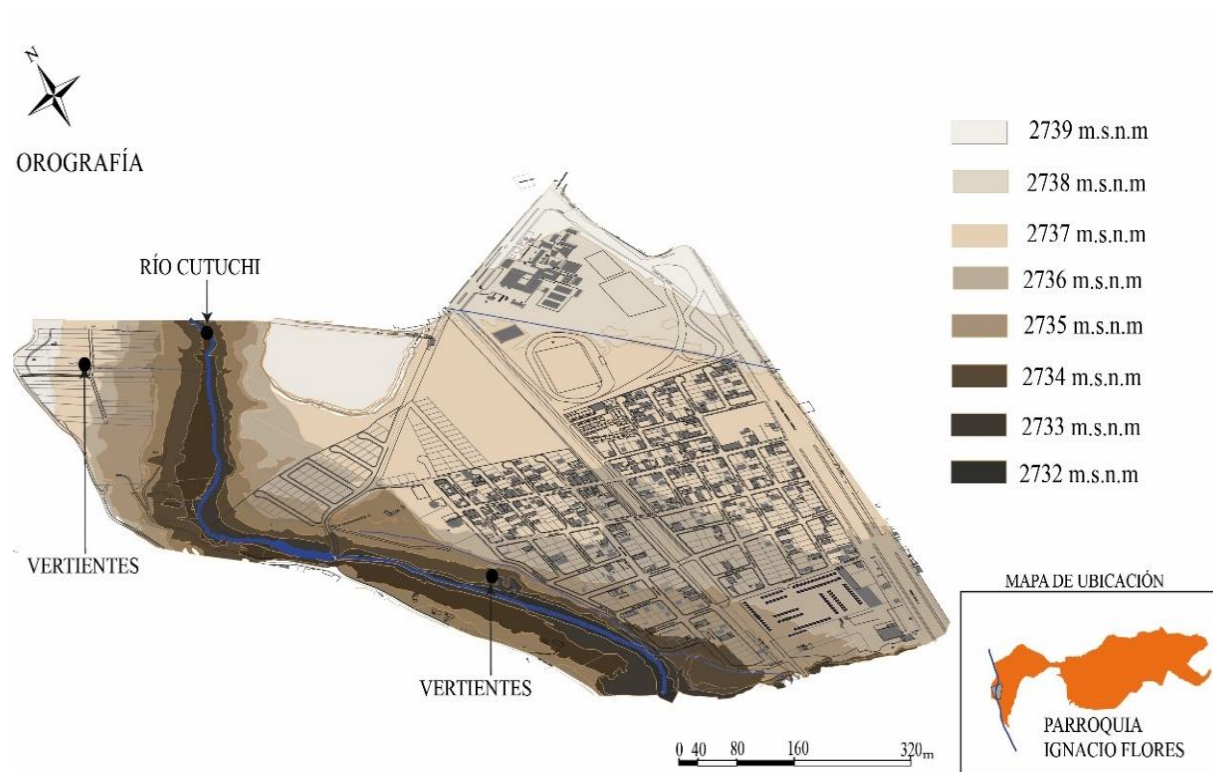 N
OROGRAFÍA
RÍO CUTUCHI
VERTIENTES
VERTIENTES
2739 m.s.n.m
2738 m.s.n.m
2737 m.s.n.m
2736 m.s.n.m
2735 m.s.n.m
2734 m.s.n.m
2733 m.s.n.m
2732 m.s.n.m
MAPA DE UBICACIÓN
PARROQUIA
IGNACIO FLORES
0 40 80 160 320m